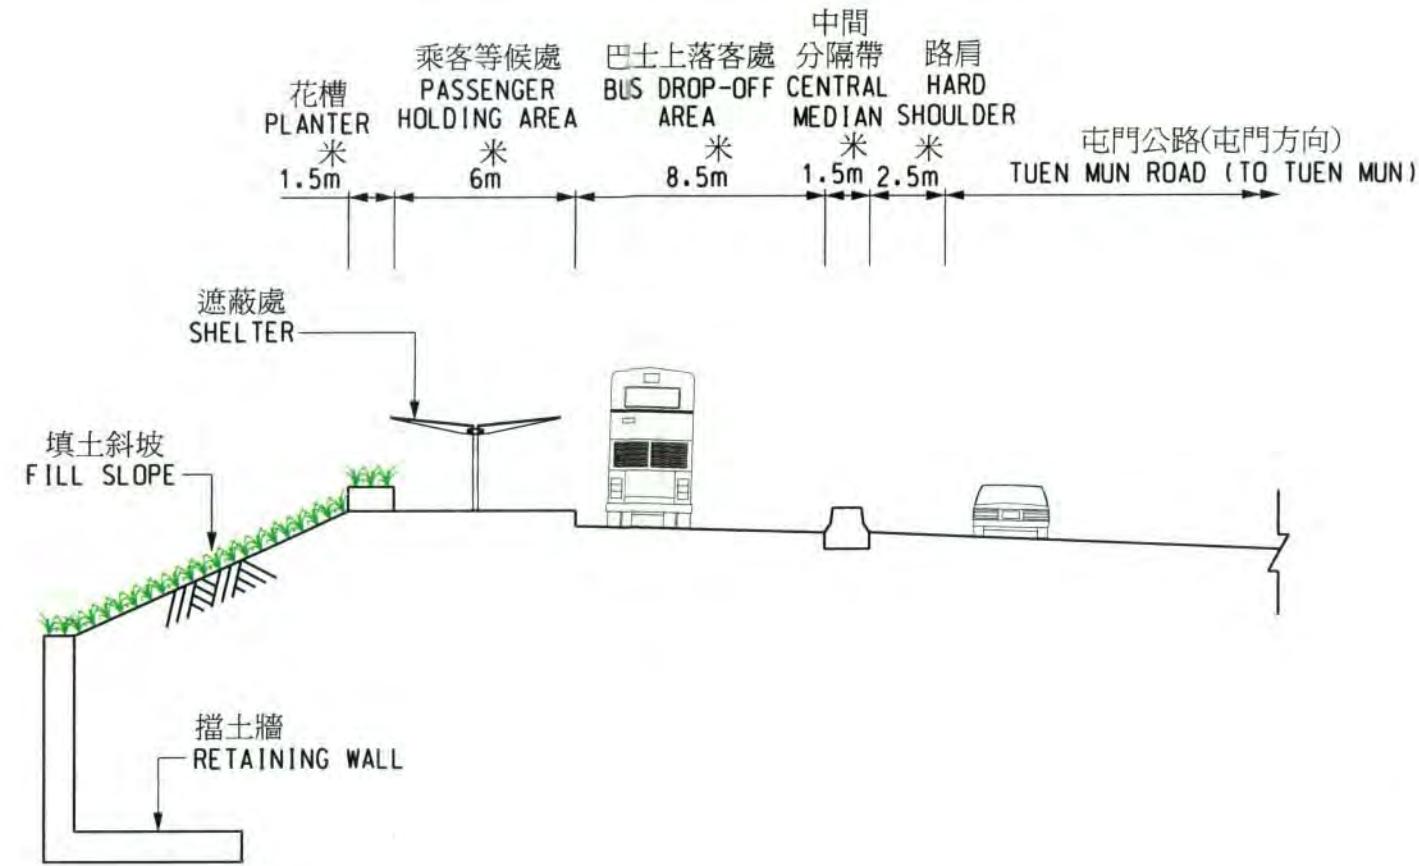 花槽
PLANTER
米
1.5m
乘客等候處
PASSENGER
HOLDING AREA
米
6m
巴士上落客處
BUS DROP-OFF
AREA
米
8.5m
中間
分隔帶
CENTRAL
MEDIAN
米
1.5m
路肩
HARD
SHOULDER
米
2.5m
屯門公路(屯門方向)
TUEN MUN ROAD (TO TUEN MUN)
遮蔽處
SHELTER
填土斜坡
FILL SLOPE
擋土牆
RETAINING WALL